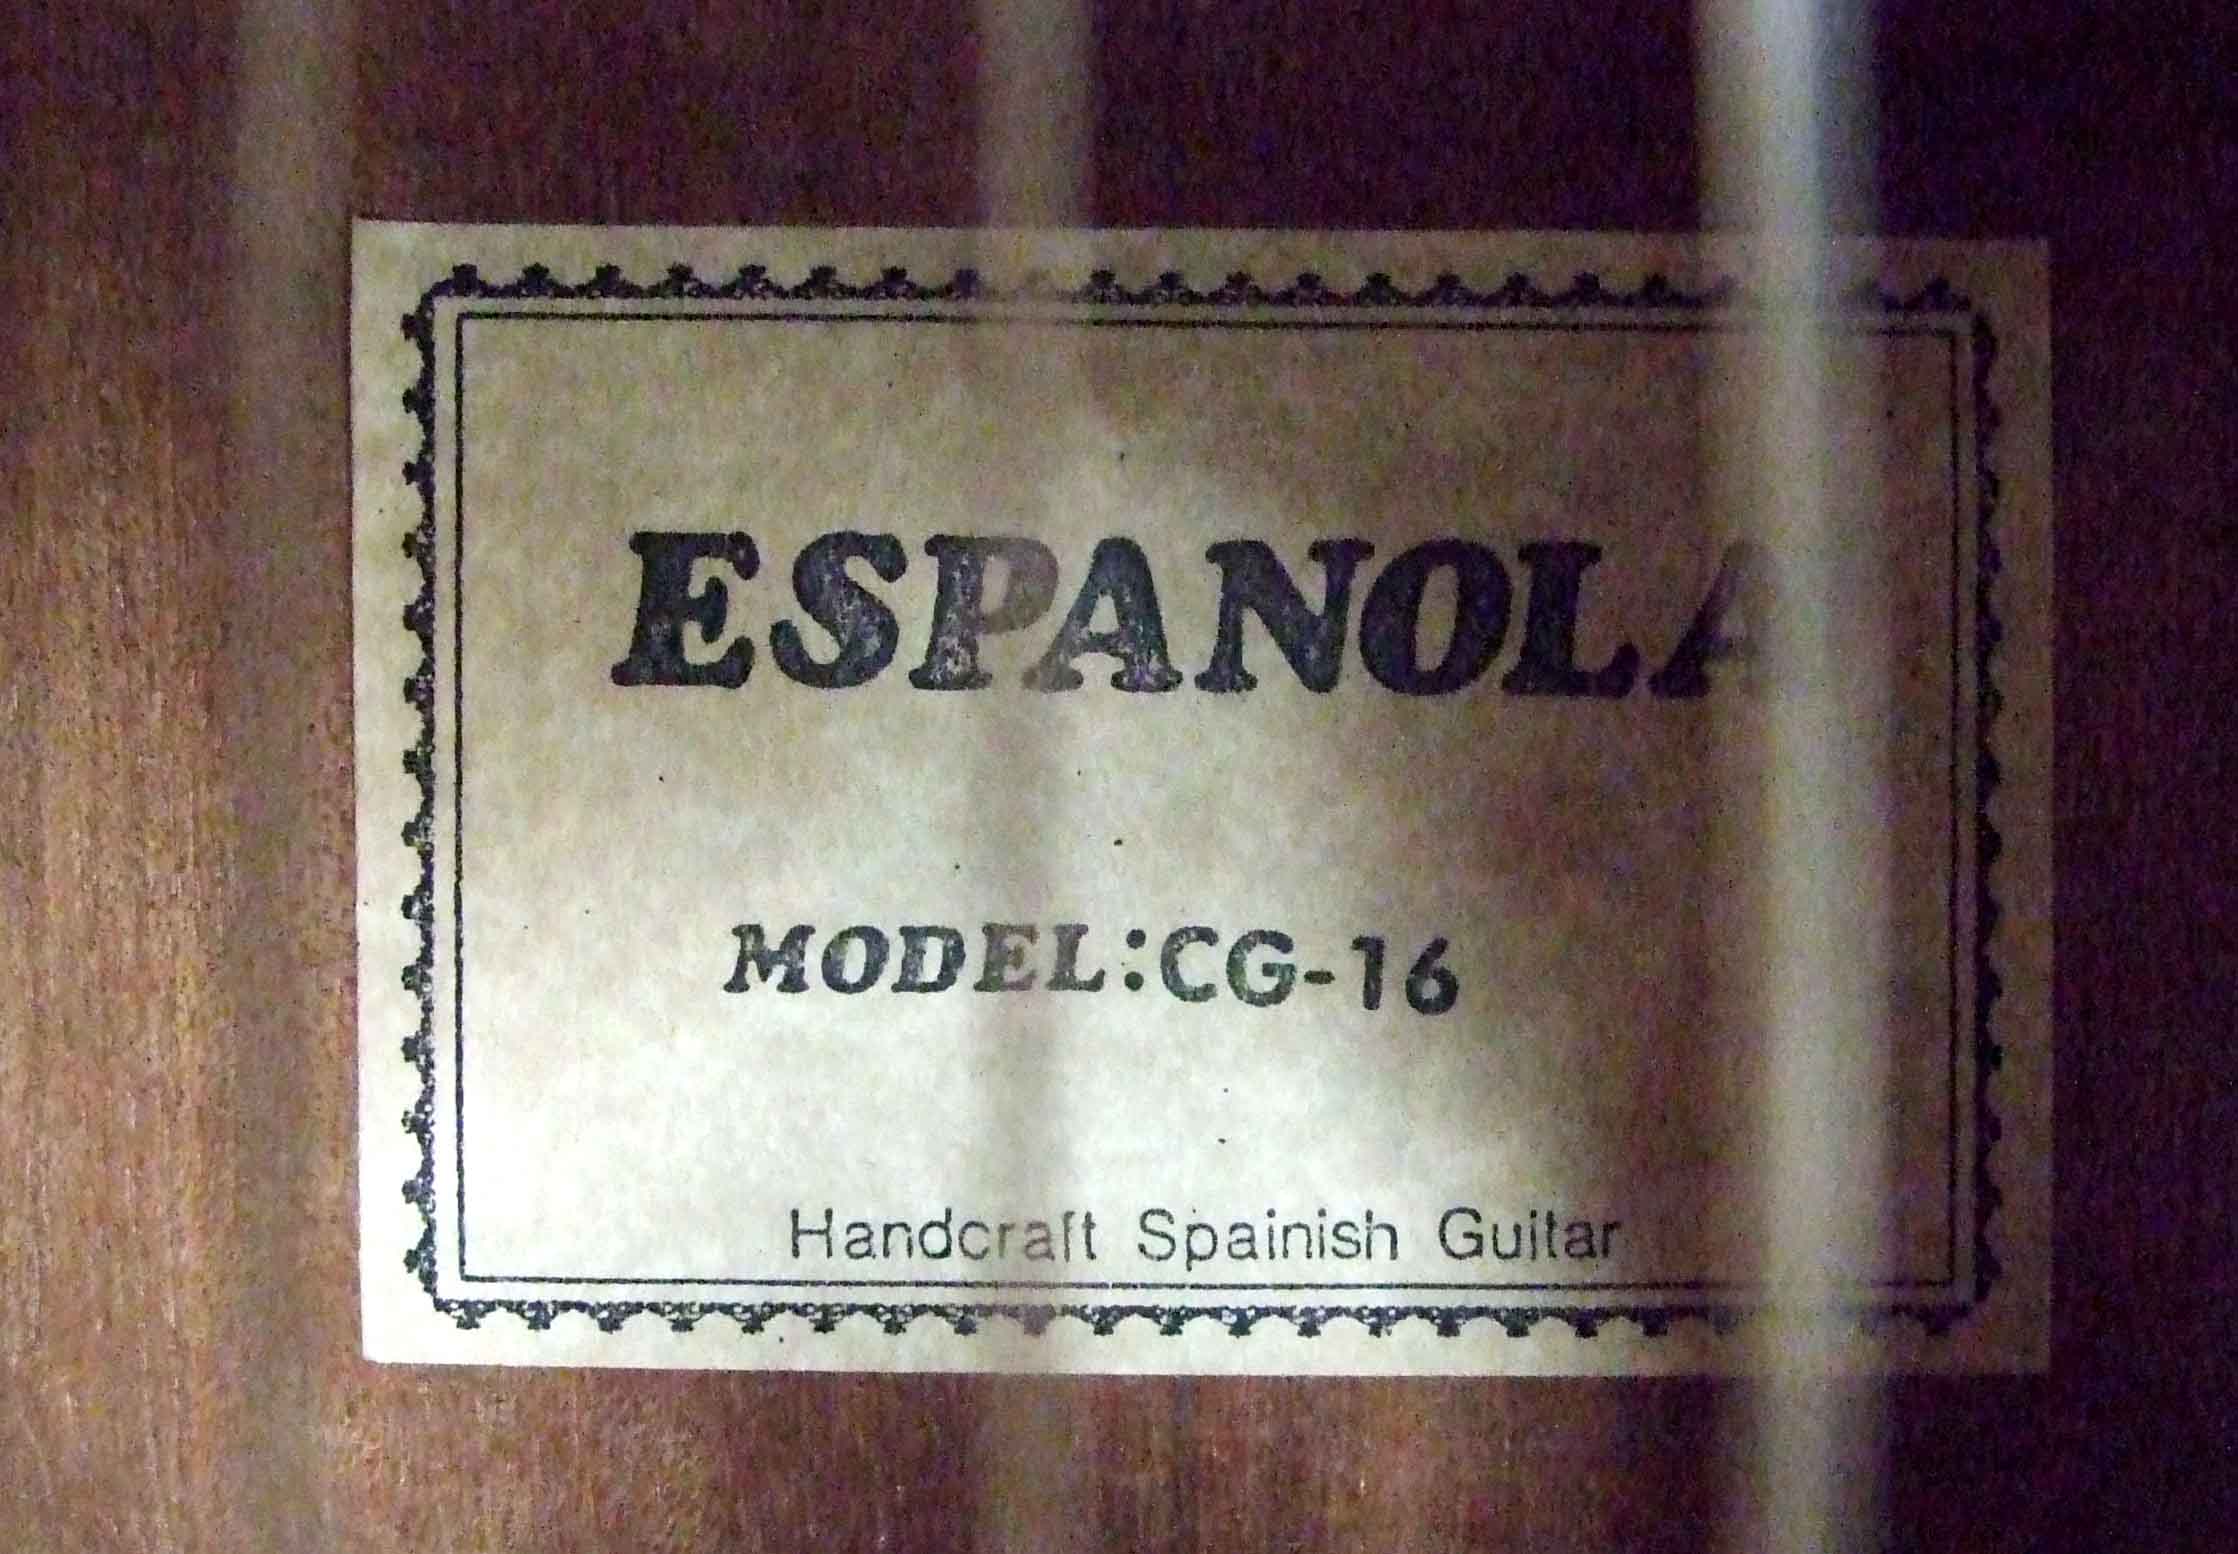 ESPANOLA
MODEL:CG-16
Handcraft Spainish Guitar